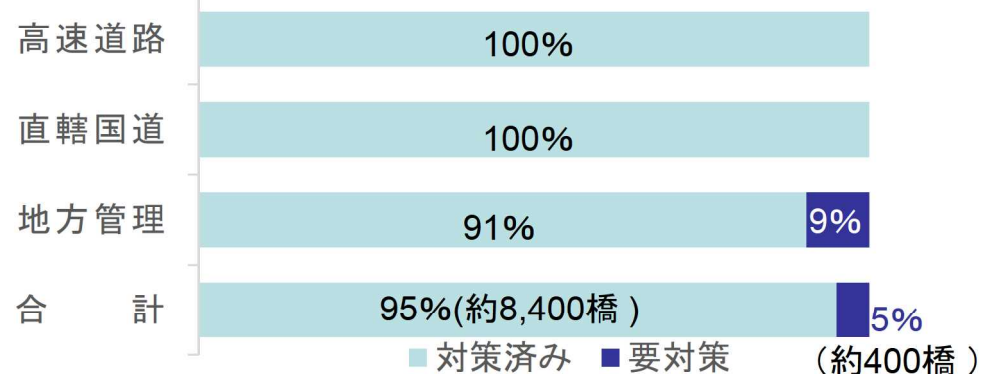 高速道路 100%
直轄国道 100%
地方管理 91% 9%
合計 95%(約8,400橋) 5%
(約400橋)
対策済み 要対策